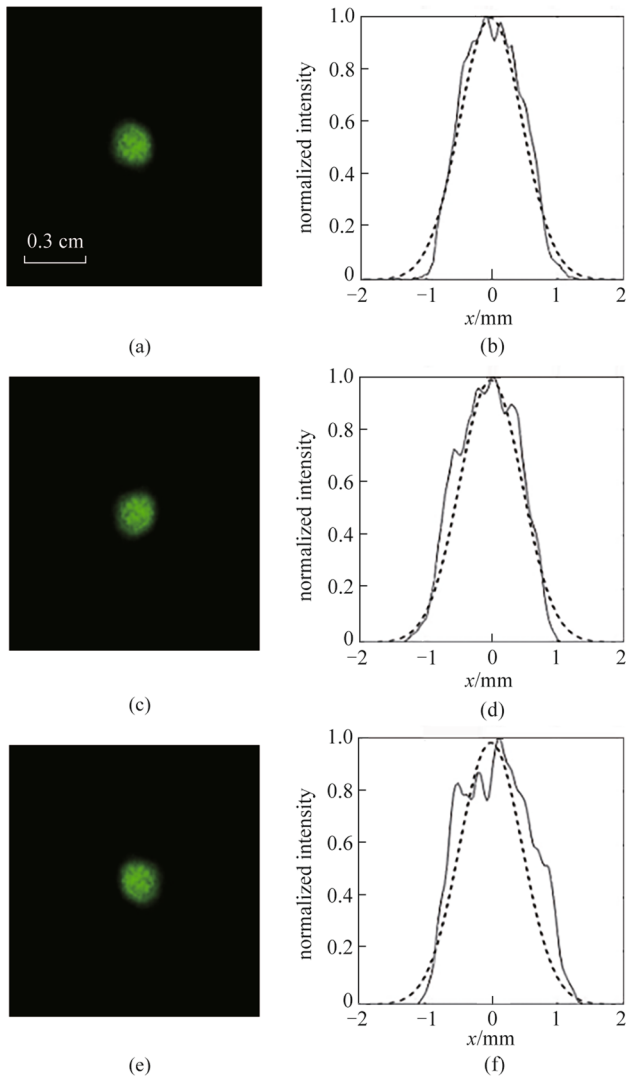 0.3 cm
(a)
1.0
0.8
0.6
0.4
0.2
0
normalized intensity
−2 −1 0 1 2
x/mm
(b)
(c)
1.0
0.8
0.6
0.4
0.2
0
normalized intensity
−2 −1 0 1 2
x/mm
(d)
(e)
1.0
0.8
0.6
0.4
0.2
0
normalized intensity
−2 −1 0 1 2
x/mm
(f)